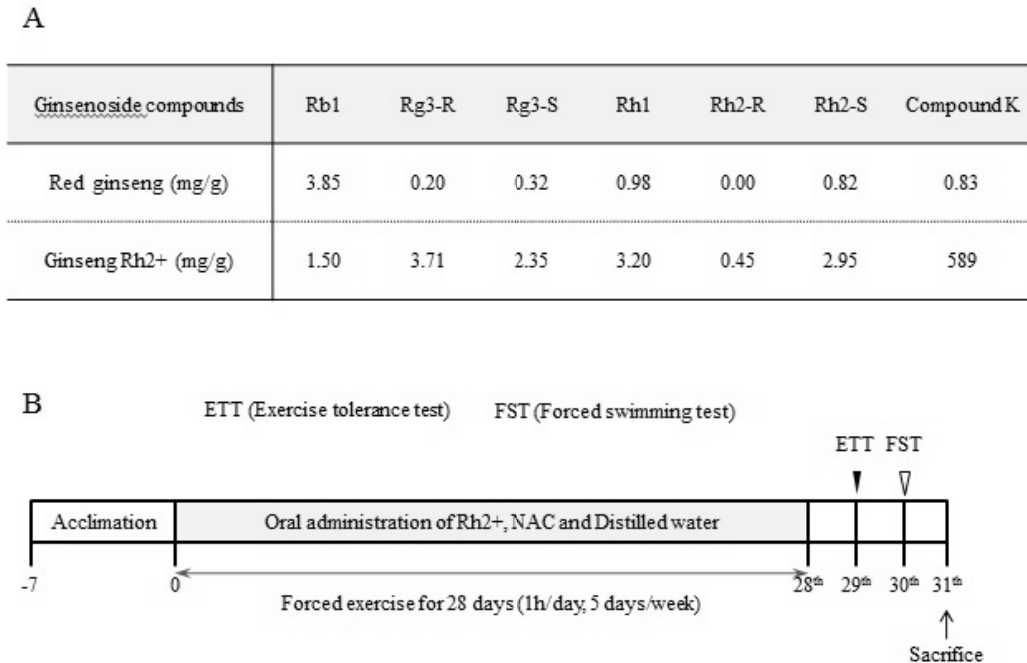 A
Ginsenoside compounds Rb1 Rg3-R Rg3-S Rh1 Rh2-R Rh2-S Compound K
Red ginseng (mg/g) 3.85 0.20 0.32 0.98 0.00 0.82 0.83
Ginseng Rh2+ (mg/g) 1.50 3.71 2.35 3.20 0.45 2.95 589
B
ETT (Exercise tolerance test) FST (Forced swimming test)
ETT FST
Acclimation Oral administration of Rh2+, NAC and Distilled water
-7 0 28th 29th 30th 31th
Forced exercise for 28 days (1h/day, 5 days/week)
Sacrifice